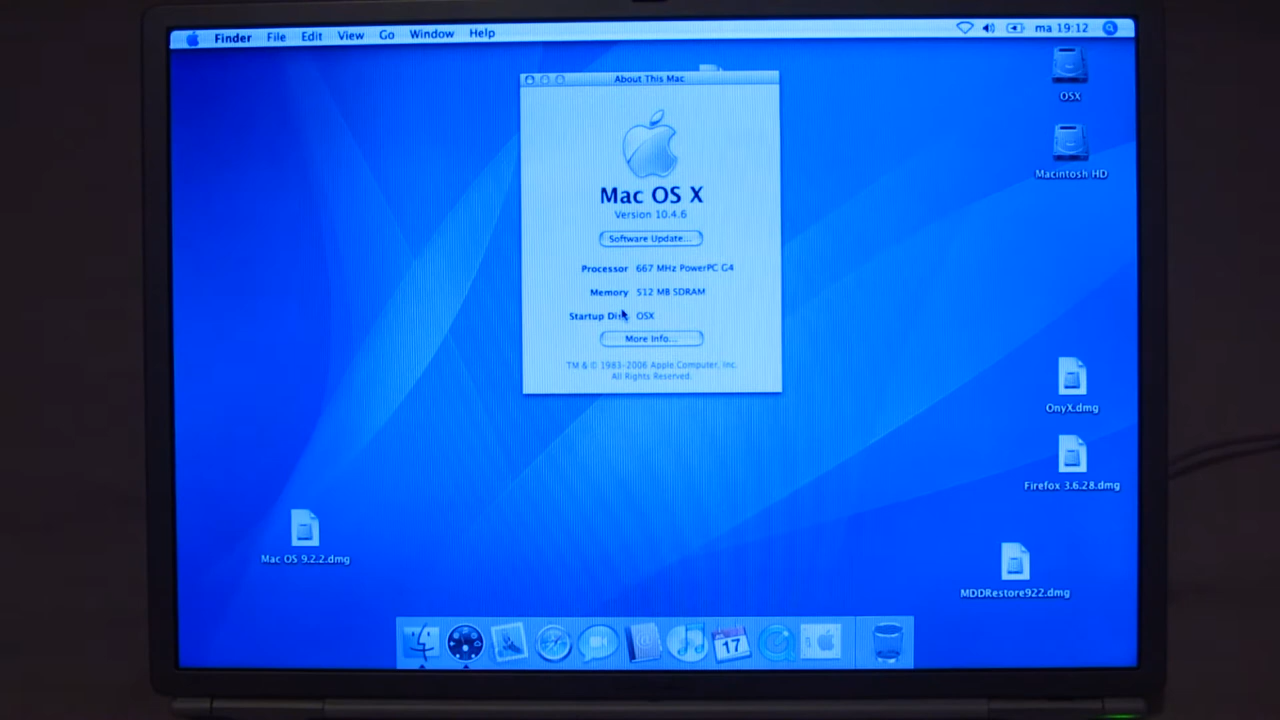 Finder File Edit View Go Window Help ma 19:12
About This Mac
Mac OS X
Version 10.4.6
Software Update...
Processor 667 MHz PowerPC G4
Memory 512 MB SDRAM
Startup Disk OSX
More Info...
TM & © 1983-2006 Apple Computer, Inc.
All Rights Reserved.
OSX
Macintosh HD
OnyX.dmg
Firefox 3.6.28.dmg
Mac OS 9.2.2.dmg
MDDRestore922.dmg
17